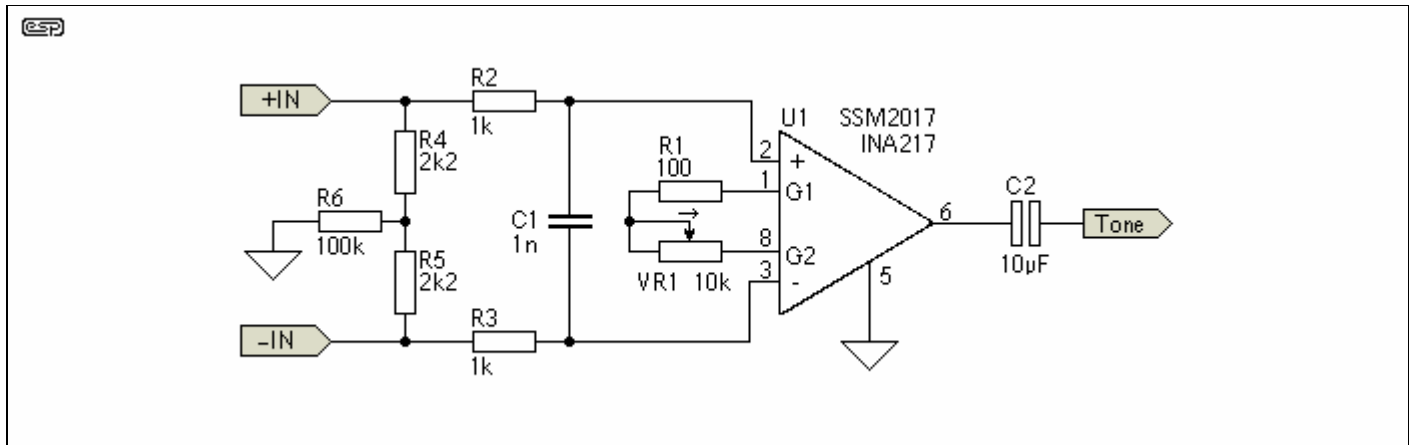 esp
+IN
R2
1k
R4
2k2
R6
100k
R5
2k2
-IN
R3
1k
C1
1n
R1
100
VR1 10k
U1
SSM2017
INA217
2
+
1
G1
8
G2
3
-
6
5
C2
10µF
Tone